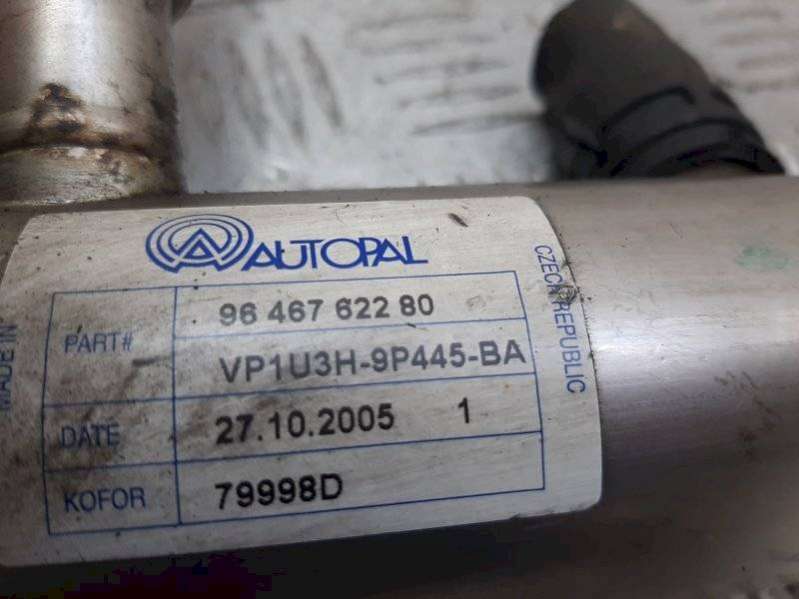 AUTOPAL
MADE IN
CZECH REPUBLIC
PART# 96 467 622 80
VP1U3H-9P445-BA
DATE 27.10.2005 1
KOFOR 79998D